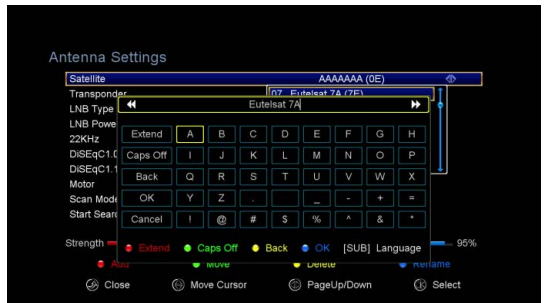 Antenna Settings
Satellite AAAAAAA (0E)
Transponder 07 Eutelsat 7A (7E)
LNB Type Eutelsat 7A
LNB Powe
22KHz Extend A B C D E F G H
DiSEqC1.0 Caps Off I J K L M N O P
DiSEqC1.1 Back Q R S T U V W X
Motor
Scan Mode OK Y Z . _ - + =
Start Searc Cancel ! @ # $ % ^ & *
Strength Extend Caps Off Back OK [SUB] Language 95%
Add Move Delete Rename
Close Move Cursor PageUp/Down Select